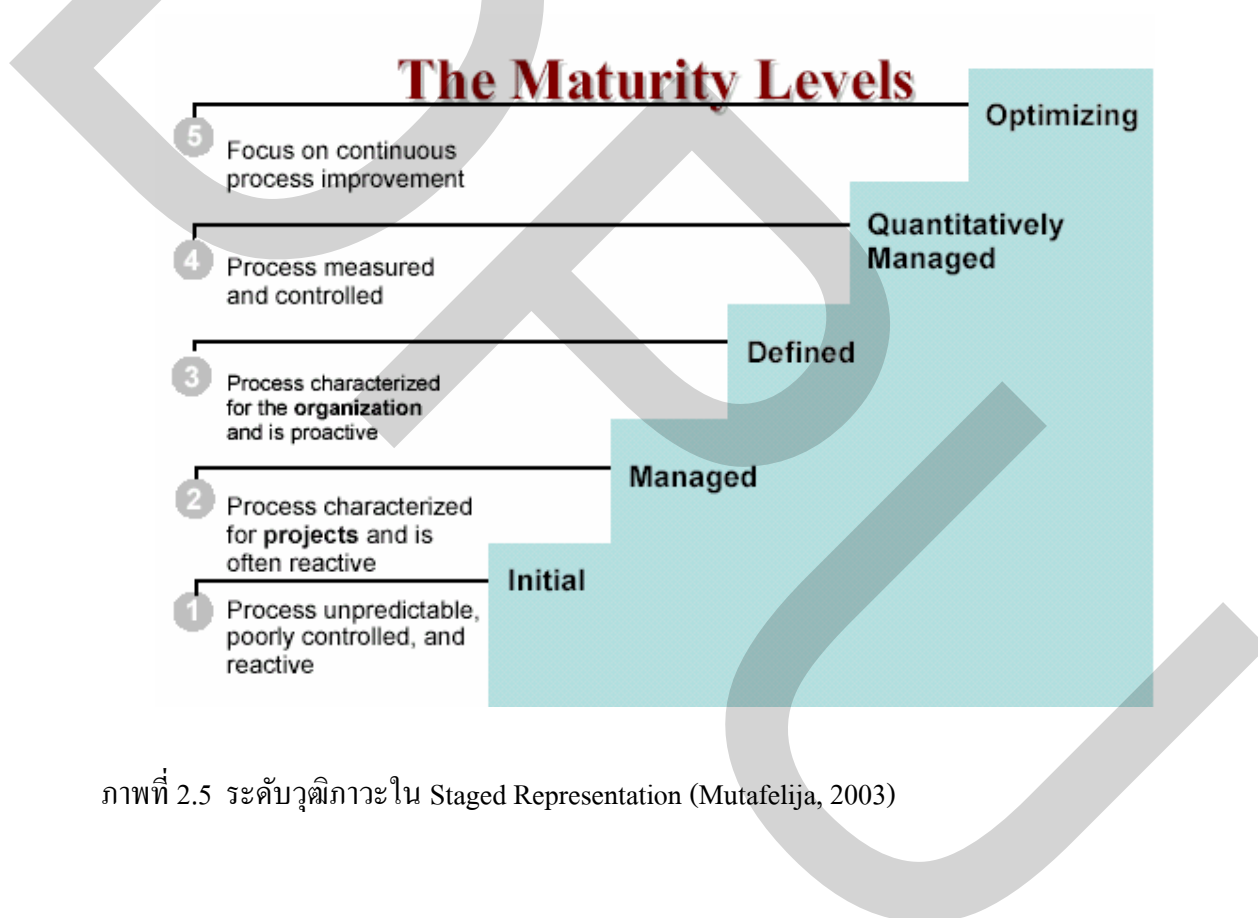 The Maturity Levels
5
Optimizing
Focus on continuous
process improvement
4
Quantitatively
Managed
Process measured
and controlled
3
Defined
Process characterized
for the organization
and is proactive
2
Managed
Process characterized
for projects and is
often reactive
1
Initial
Process unpredictable,
poorly controlled, and
reactive
ภาพที่ 2.5 ระดับวุฒิภาวะใน Staged Representation (Mutafelija, 2003)
DPU